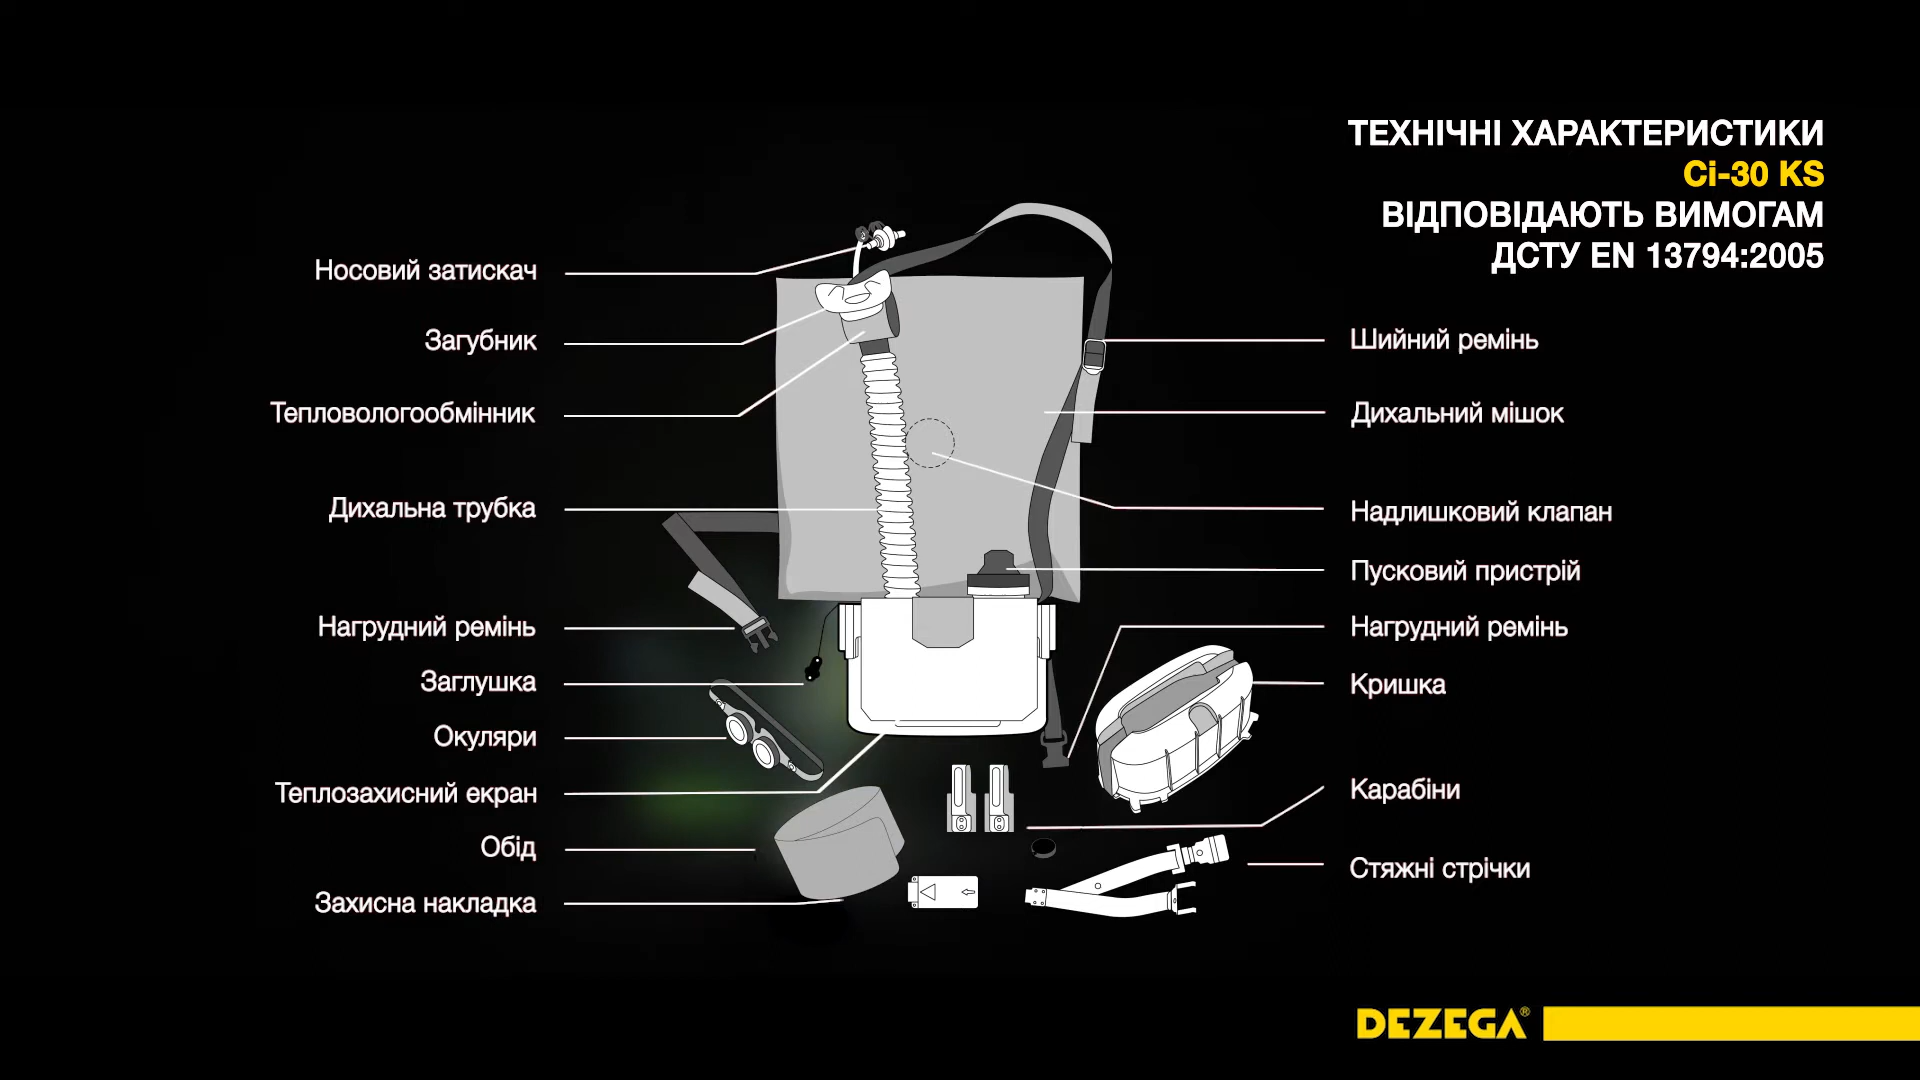 ТЕХНІЧНІ ХАРАКТЕРИСТИКИ
Сі-30 KS
ВІДПОВІДАЮТЬ ВИМОГАМ
ДСТУ EN 13794:2005
Носовий затискач
Загубник
Тепловологообмінник
Дихальна трубка
Нагрудний ремінь
Заглушка
Окуляри
Теплозахисний екран
Обід
Захисна накладка
Шийний ремінь
Дихальний мішок
Надлишковий клапан
Пусковий пристрій
Нагрудний ремінь
Кришка
Карабіни
Стяжні стрічки
DEZEGA®